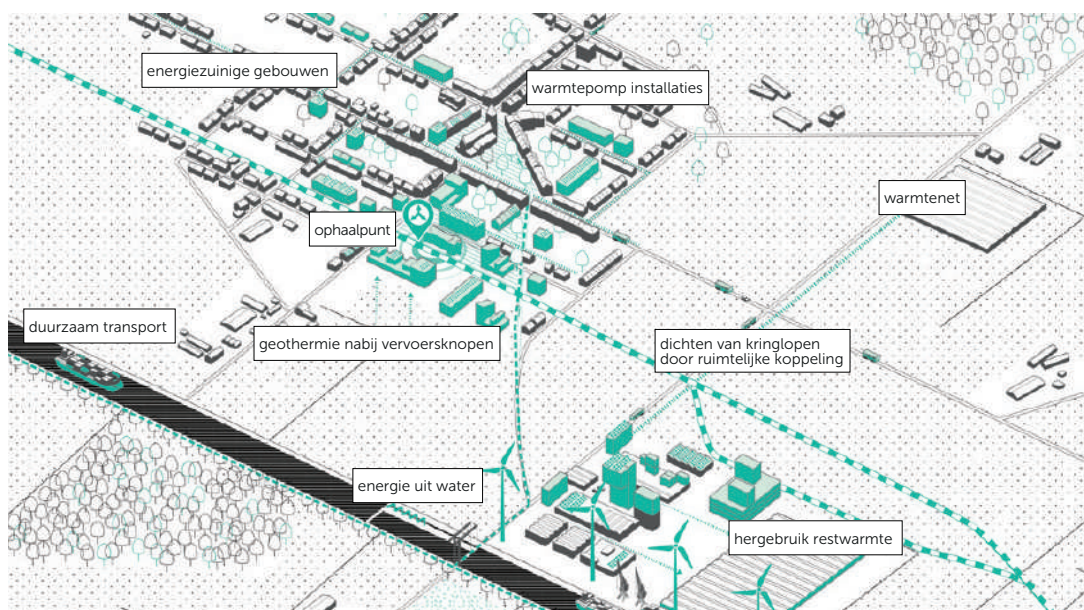 energiezuinige gebouwen
warmtepomp installaties
warmtenet
ophaalpunt
duurzaam transport
geothermie nabij vervoersknopen
dichten van kringlopen
door ruimtelijke koppeling
energie uit water
hergebruik restwarmte